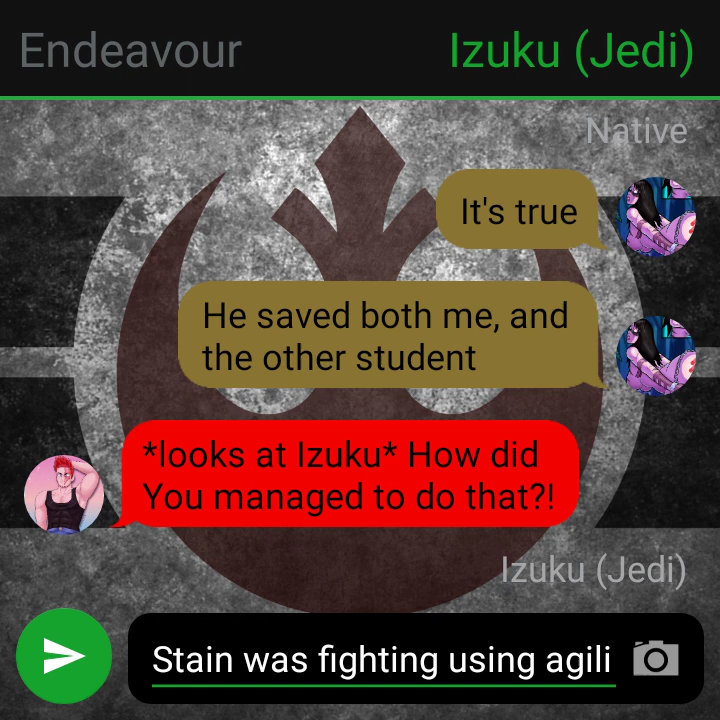 Endeavour
Izuku (Jedi)
Native
It's true
He saved both me, and
the other student
*looks at Izuku* How did
You managed to do that?!
Izuku (Jedi)
Stain was fighting using agili